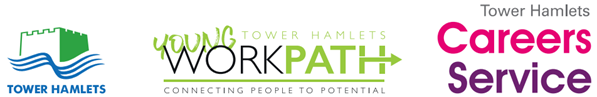 TOWER HAMLETS
YOUNG
TOWER HAMLETS
WORKPATH
CONNECTING PEOPLE TO POTENTIAL
Tower Hamlets
Careers
Service